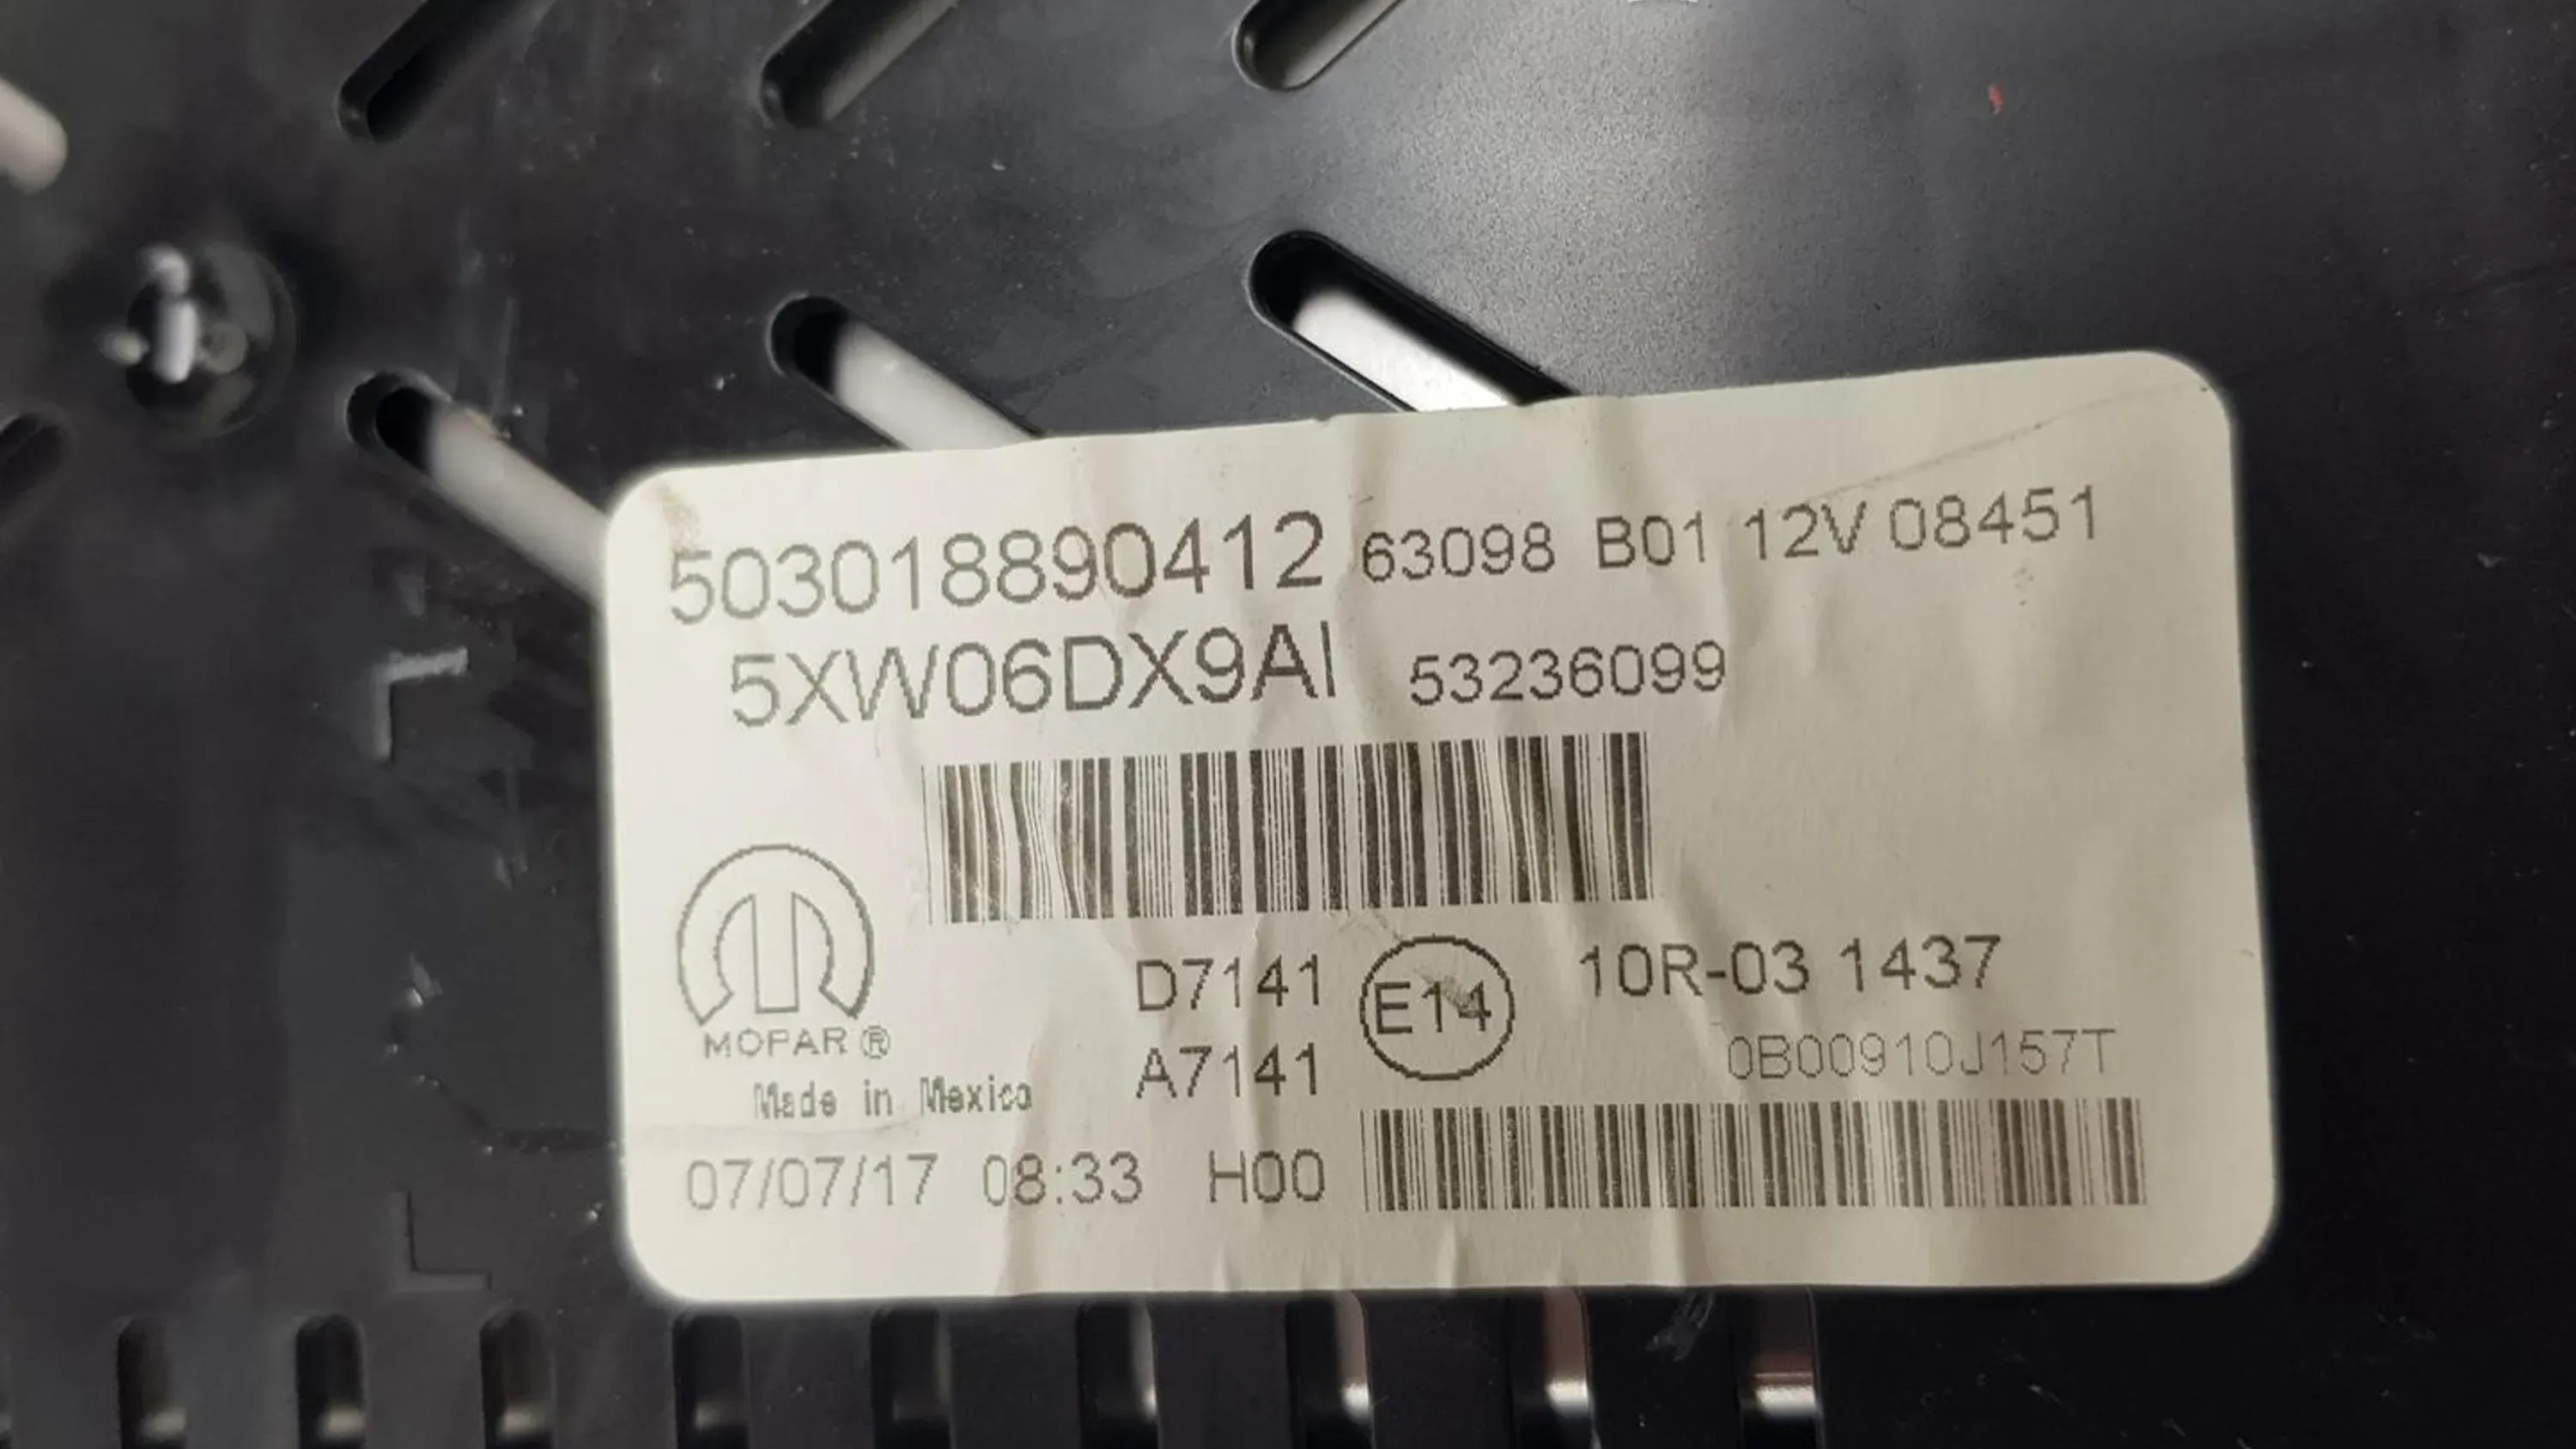 503018890412 63098 B01 12V 08451
5XW06DX9AI 53236099
D7141 E14 10R-03 1437
MOPAR ® A7141 0B00910J157T
Made in Mexico
07/07/17 08:33 H00